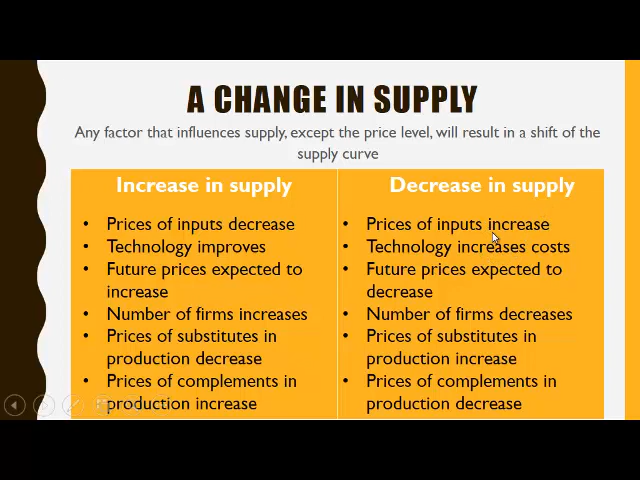 A CHANGE IN SUPPLY
Any factor that influences supply, except the price level, will result in a shift of the
supply curve
Increase in supply
• Prices of inputs decrease
• Technology improves
• Future prices expected to
increase
• Number of firms increases
• Prices of substitutes in
production decrease
• Prices of complements in
production increase
Decrease in supply
• Prices of inputs increase
• Technology increases costs
• Future prices expected to
decrease
• Number of firms decreases
• Prices of substitutes in
production increase
• Prices of complements in
production decrease